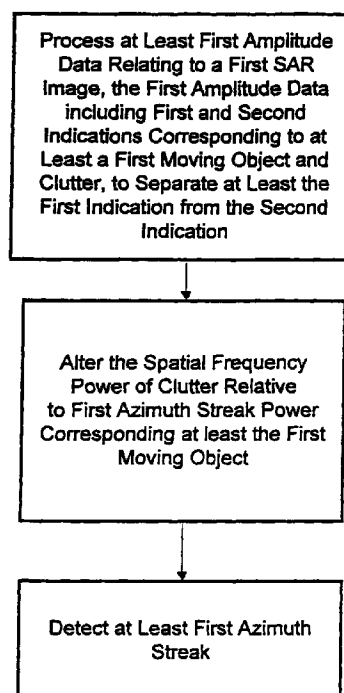 Process at Least First Amplitude
Data Relating to a First SAR
Image, the First Amplitude Data
including First and Second
Indications Corresponding to at
Least a First Moving Object and
Clutter, to Separate at Least the
First Indication from the Second
Indication
Alter the Spatial Frequency
Power of Clutter Relative
to First Azimuth Streak Power
Corresponding at least the First
Moving Object
Detect at Least First Azimuth
Streak